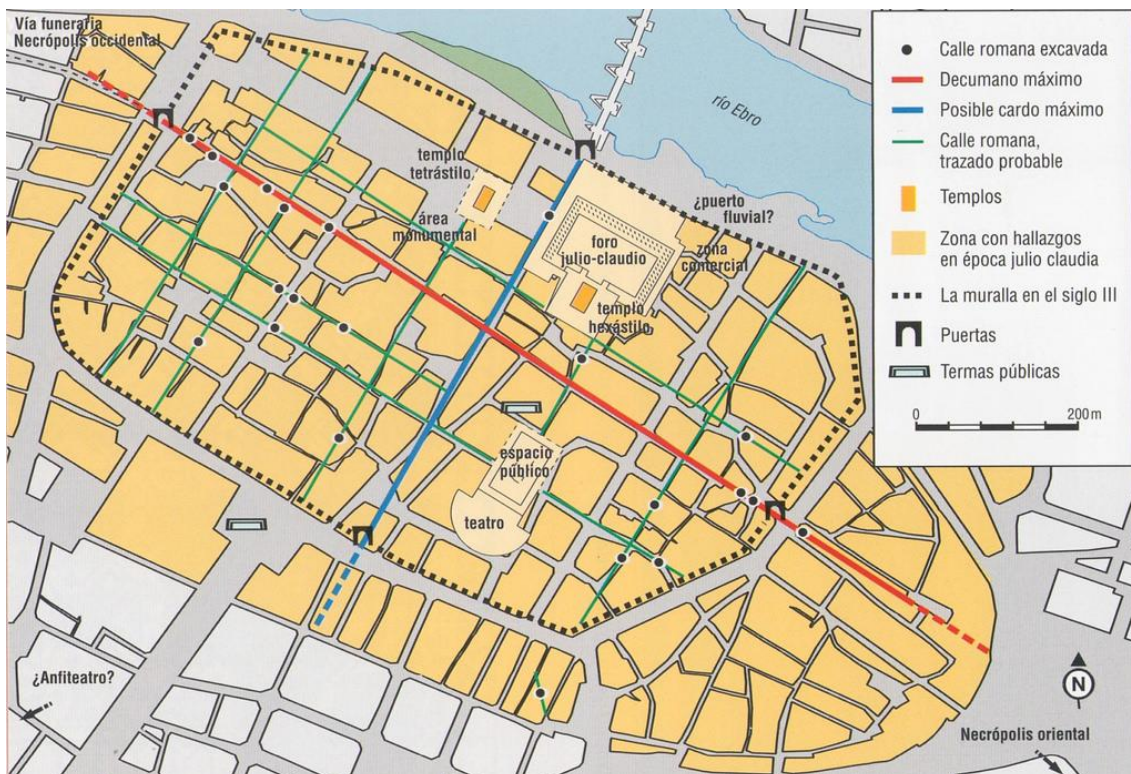 Vía funeraria
Necrópolis occidental
río Ebro
templo
tetrástilo
¿puerto
fluvial?
área
monumental
foro
julio-claudio
zona
comercial
templo
hexástilo
espacio
público
teatro
¿Anfiteatro?
Necrópolis oriental
N
Calle romana excavada
Decumano máximo
Posible cardo máximo
Calle romana,
trazado probable
Templos
Zona con hallazgos
en época julio claudia
La muralla en el siglo III
Puertas
Termas públicas
0 200 m